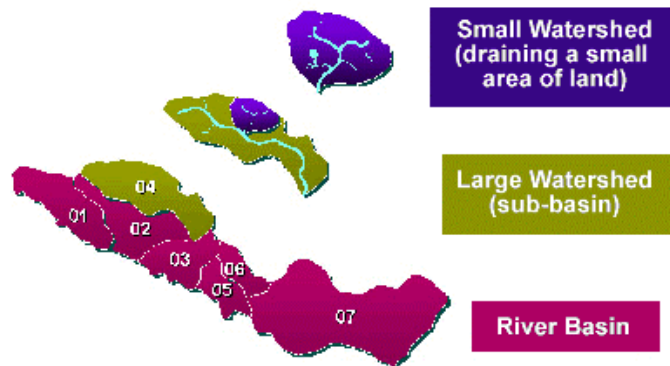 Small Watershed
(draining a small
area of land)
Large Watershed
(sub-basin)
04
01
02
03
06
05
07
River Basin